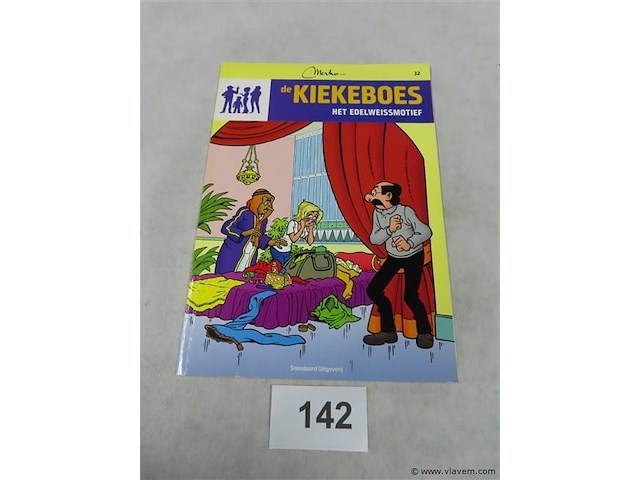 Merho
32
de KIEKEBOES
HET EDELWEISSMOTIEF
Standaard Uitgeverij
142
© www.vlavem.com